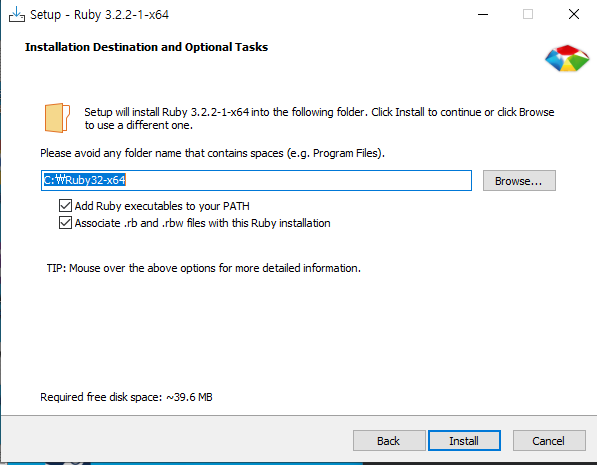 Setup - Ruby 3.2.2-1-x64
Installation Destination and Optional Tasks
Setup will install Ruby 3.2.2-1-x64 into the following folder. Click Install to continue or click Browse
to use a different one.
Please avoid any folder name that contains spaces (e.g. Program Files).
C:₩Ruby32-x64
Browse...
Add Ruby executables to your PATH
Associate .rb and .rbw files with this Ruby installation
TIP: Mouse over the above options for more detailed information.
Required free disk space: ~39.6 MB
Back Install Cancel